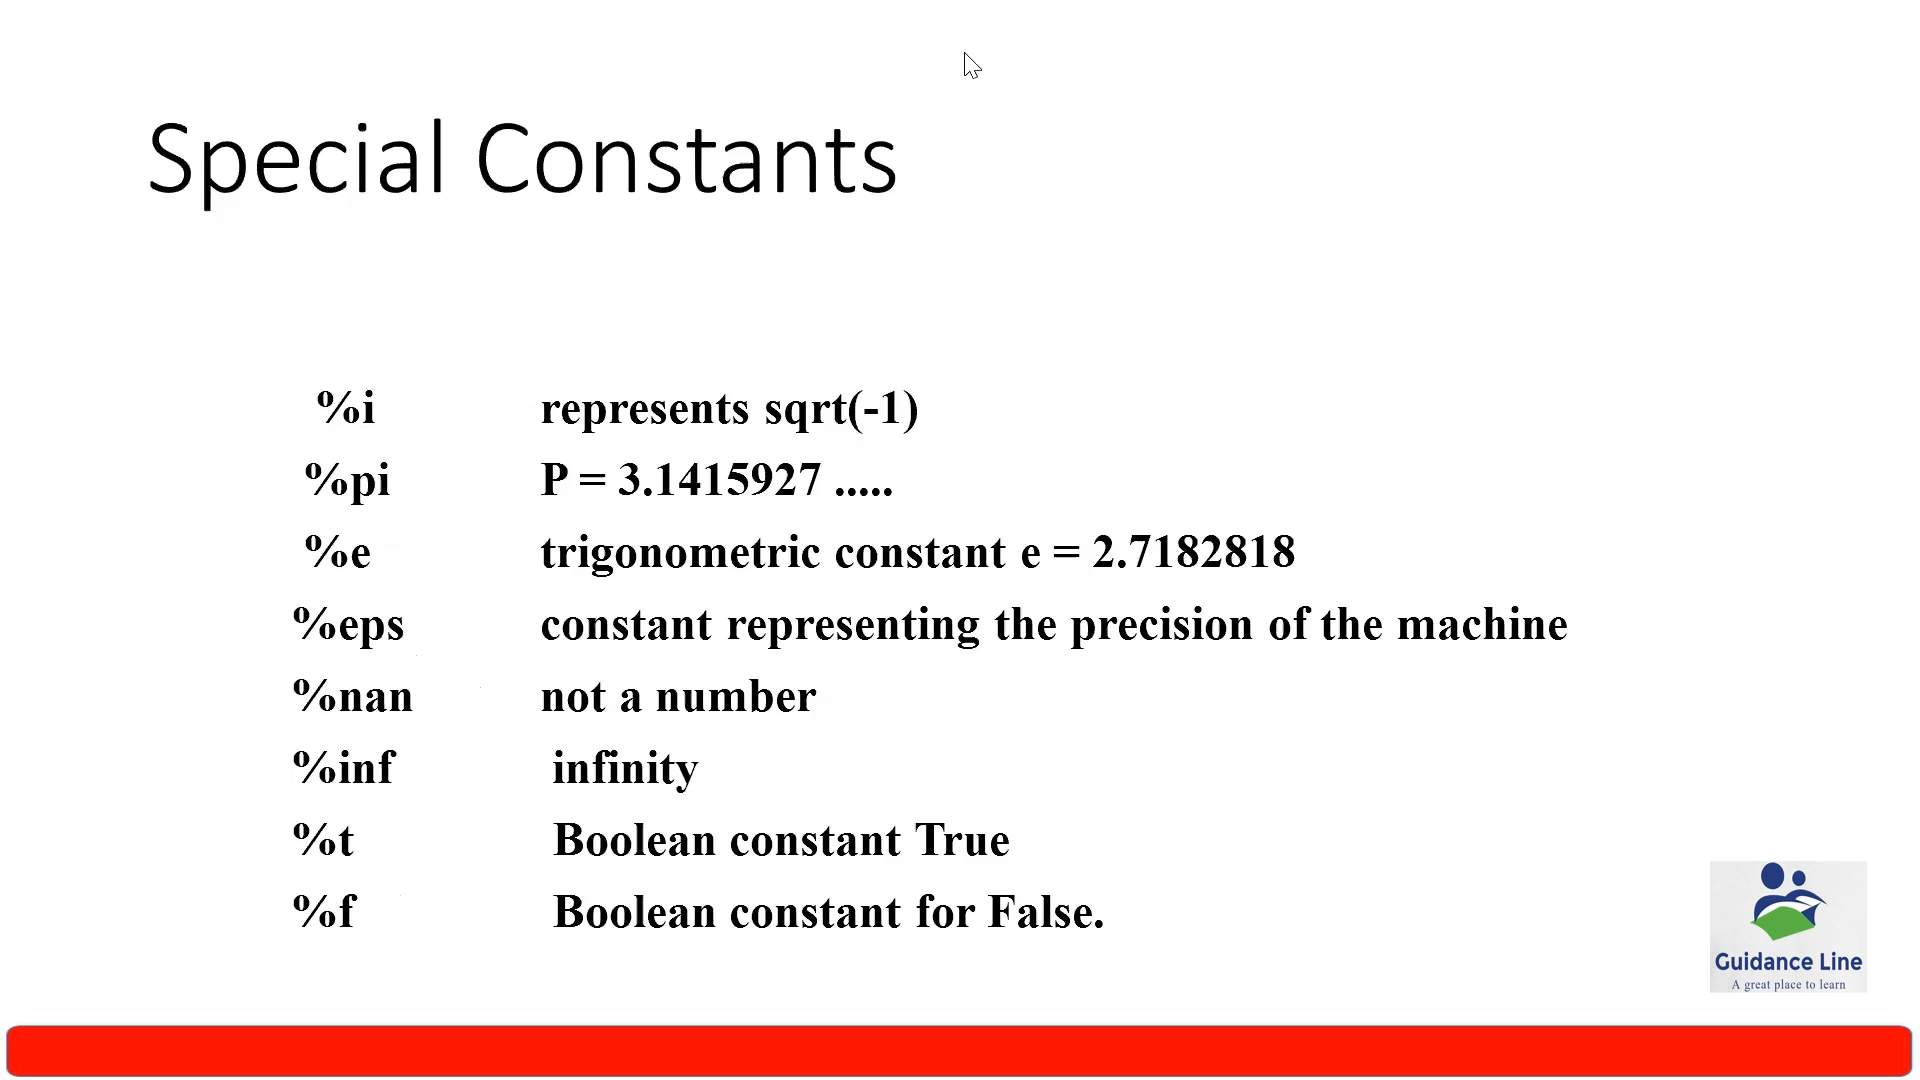 Special Constants
%i represents sqrt(-1)
%pi P = 3.1415927 .....
%e trigonometric constant e = 2.7182818
%eps constant representing the precision of the machine
%nan not a number
%inf infinity
%t Boolean constant True
%f Boolean constant for False.
Guidance Line
A great place to learn